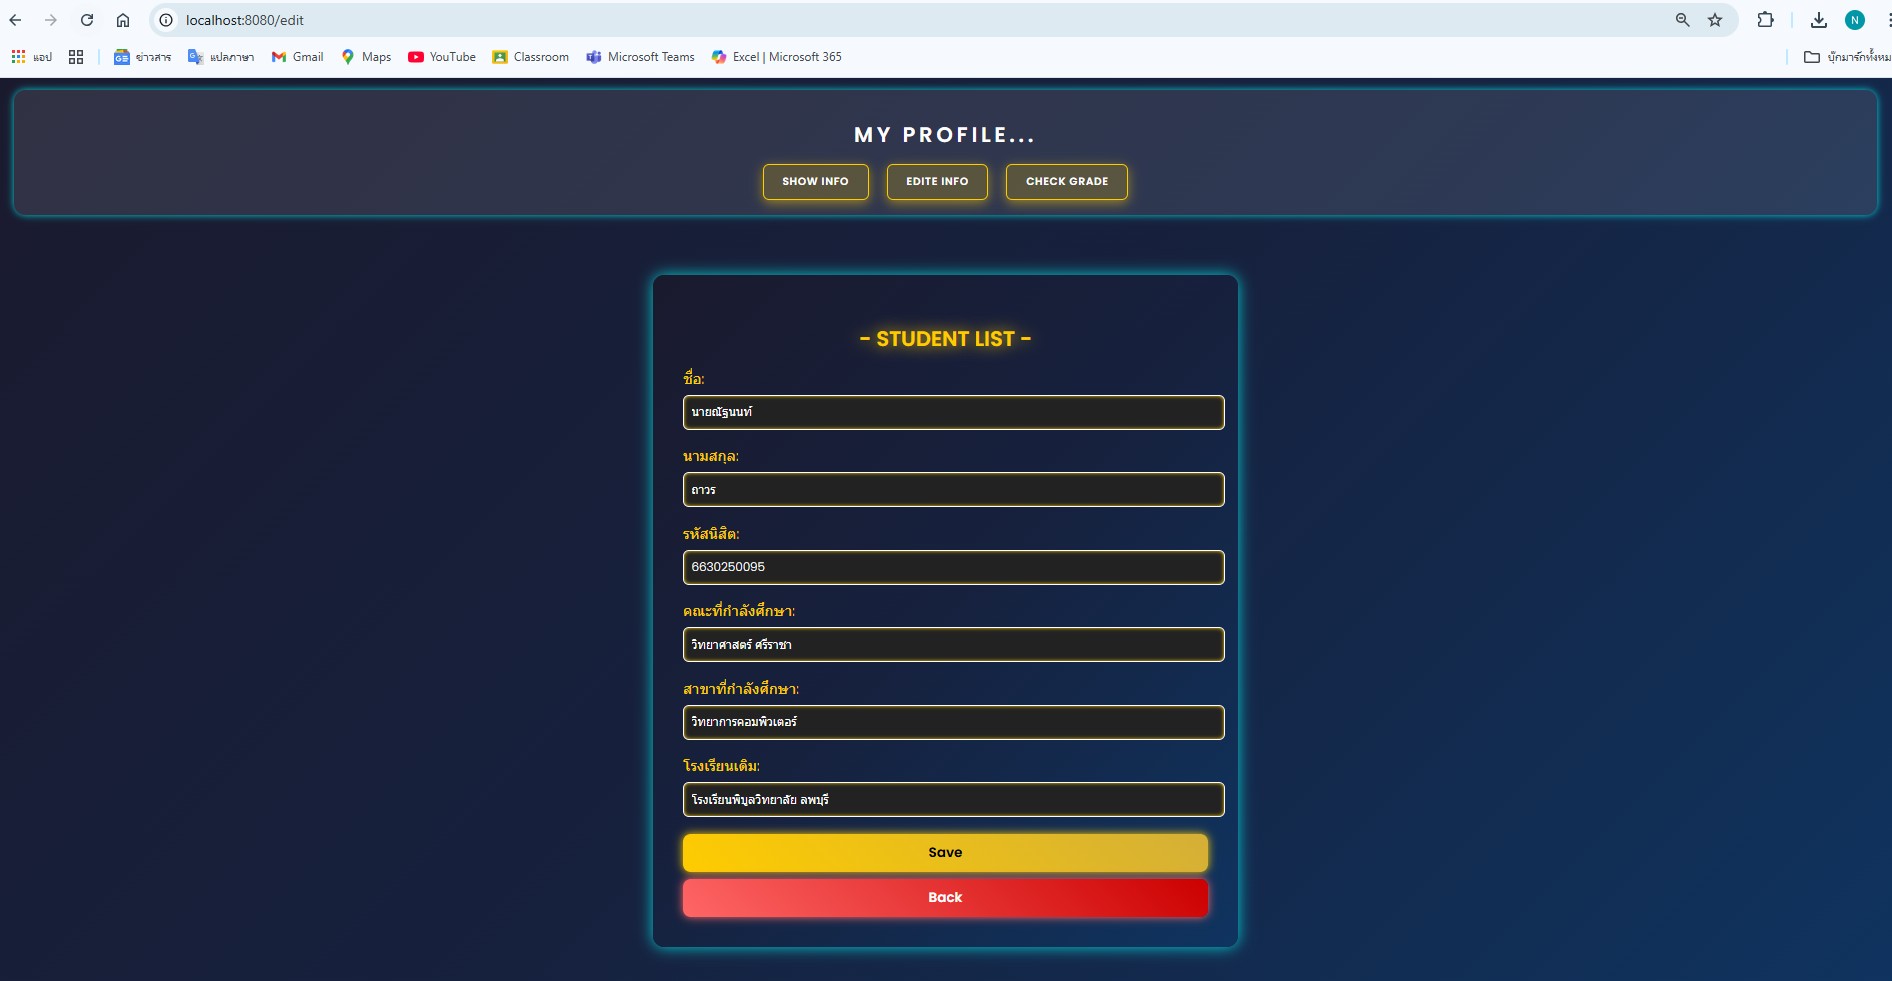 localhost:8080/edit
N
แอป
ข่าวสาร
แปลภาษา
Gmail
Maps
YouTube
Classroom
Microsoft Teams
Excel | Microsoft 365
บุ๊กมาร์กทั้งหม
MY PROFILE...
SHOW INFO
EDITE INFO
CHECK GRADE
- STUDENT LIST -
ชื่อ:
นายณัฐนนท์
นามสกุล:
ถาวร
รหัสนิสิต:
6630250095
คณะที่กำลังศึกษา:
วิทยาศาสตร์ ศรีราชา
สาขาที่กำลังศึกษา:
วิทยาการคอมพิวเตอร์
โรงเรียนเดิม:
โรงเรียนพิบูลวิทยาลัย ลพบุรี
Save
Back